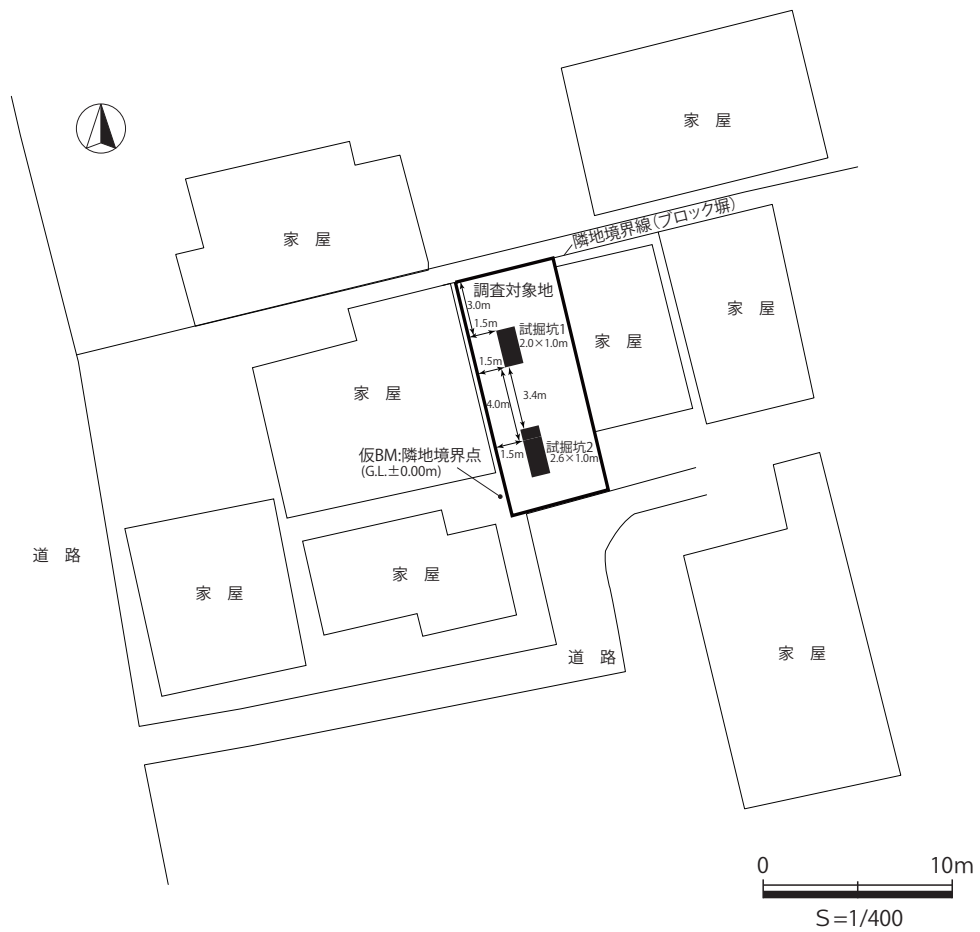 家　屋
家　屋
隣地境界線（ブロック塀）
調査対象地
3.0m
1.5m
試掘坑1
2.0×1.0m
家　屋
家　屋
1.5m
家　屋
4.0m
3.4m
仮BM:隣地境界点
(G.L.±0.00m)
1.5m
試掘坑2
2.6×1.0m
道　路
家　屋
家　屋
道　路
家　屋
0
10m
S=1/400